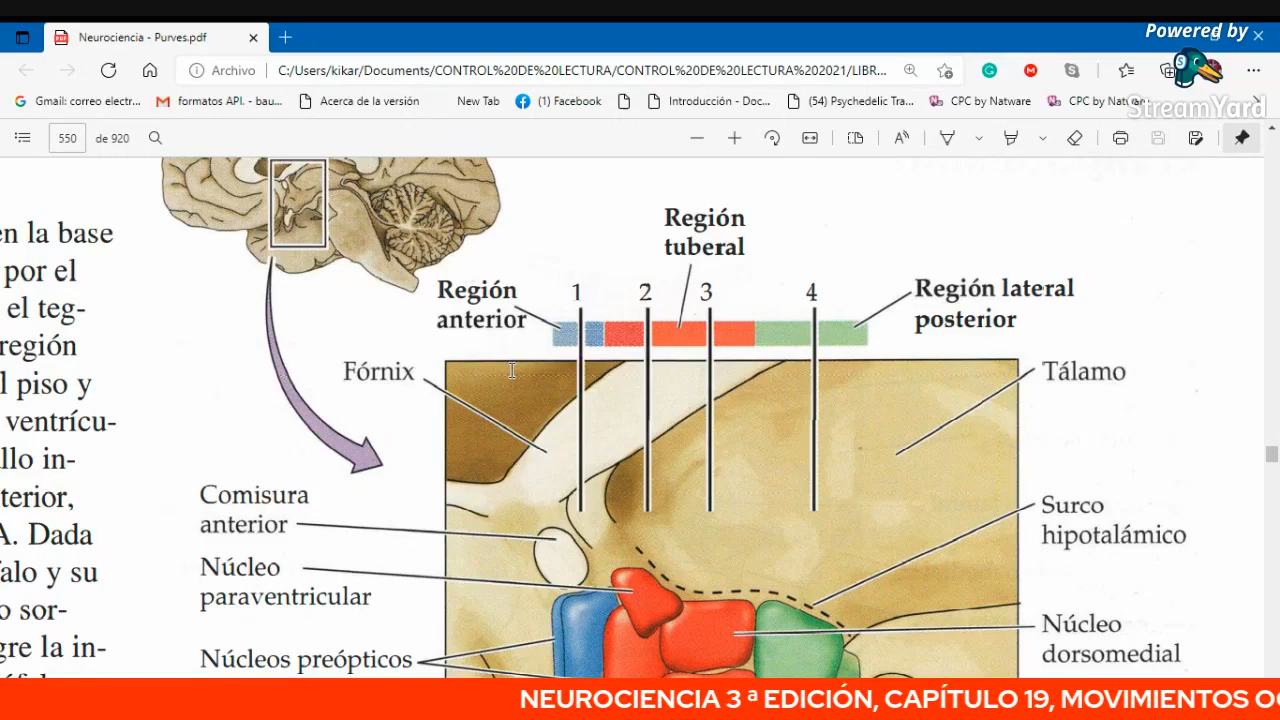 Powered by
StreamYard
Neurociencia - Purves.pdf
Archivo
C:/Users/kikar/Documents/CONTROL%20DE%20LECTURA/CONTROL%20DE%20LECTURA%202021/LIBR...
Gmail: correo electr...
formatos API. - bau...
Acerca de la versión
New Tab
(1) Facebook
Introducción - Doc...
(54) Psychedelic Tra...
CPC by Natware
CPC by Natware
550
de 920
en la base
por el
el teg-
región
l piso y
ventrícu-
llo in-
terior,
A. Dada
falo y su
o sor-
gre la in-
Región
tuberal
Región
anterior
1
2
3
4
Región lateral
posterior
Fórnix
Tálamo
Comisura
anterior
Surco
hipotalámico
Núcleo
paraventricular
Núcleo
dorsomedial
Núcleos preópticos
NEUROCIENCIA 3 ª EDICIÓN, CAPÍTULO 19, MOVIMIENTOS OC